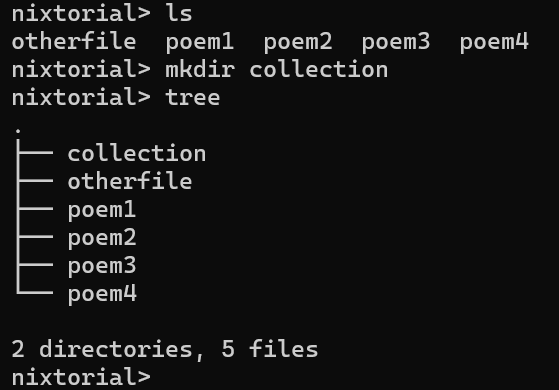 nixtorial> ls
otherfile  poem1  poem2  poem3  poem4
nixtorial> mkdir collection
nixtorial> tree
.
├── collection
├── otherfile
├── poem1
├── poem2
├── poem3
└── poem4
2 directories, 5 files
nixtorial>